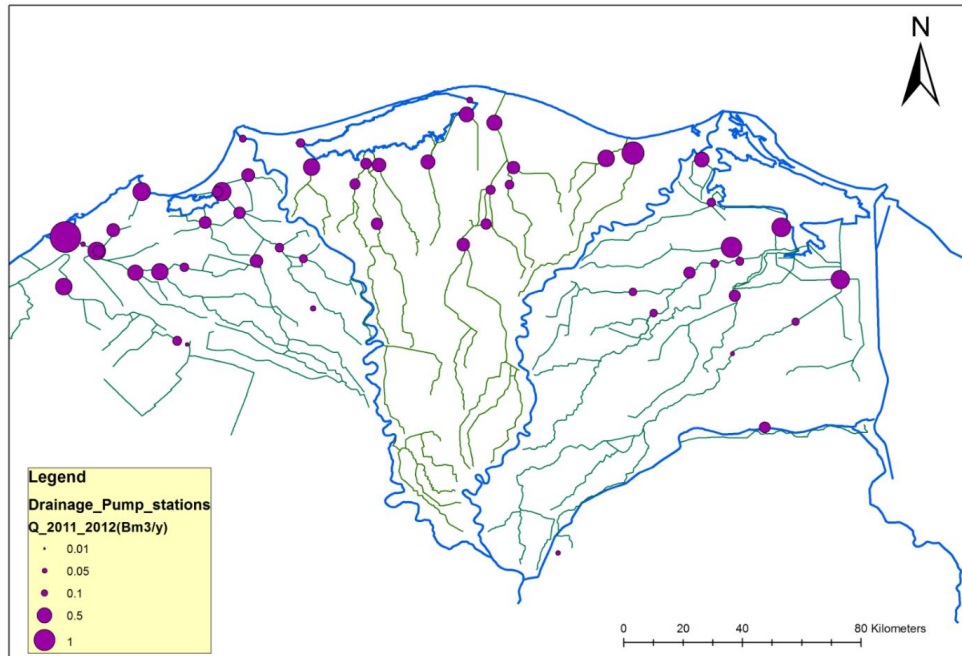 N
Legend
Drainage_Pump_stations
Q_2011_2012(Bm3/y)
0.01
0.05
0.1
0.5
1
0 20 40 80 Kilometers